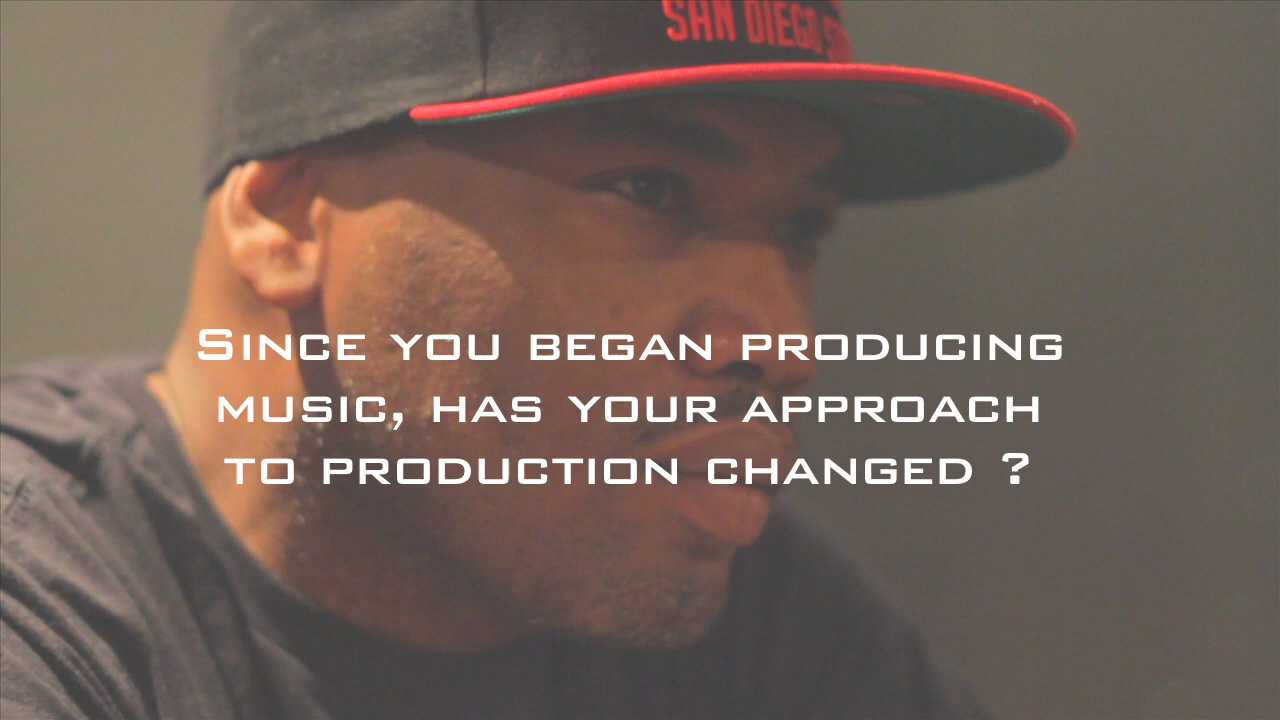 SAN DIEGO
SINCE YOU BEGAN PRODUCING
MUSIC, HAS YOUR APPROACH
TO PRODUCTION CHANGED ?